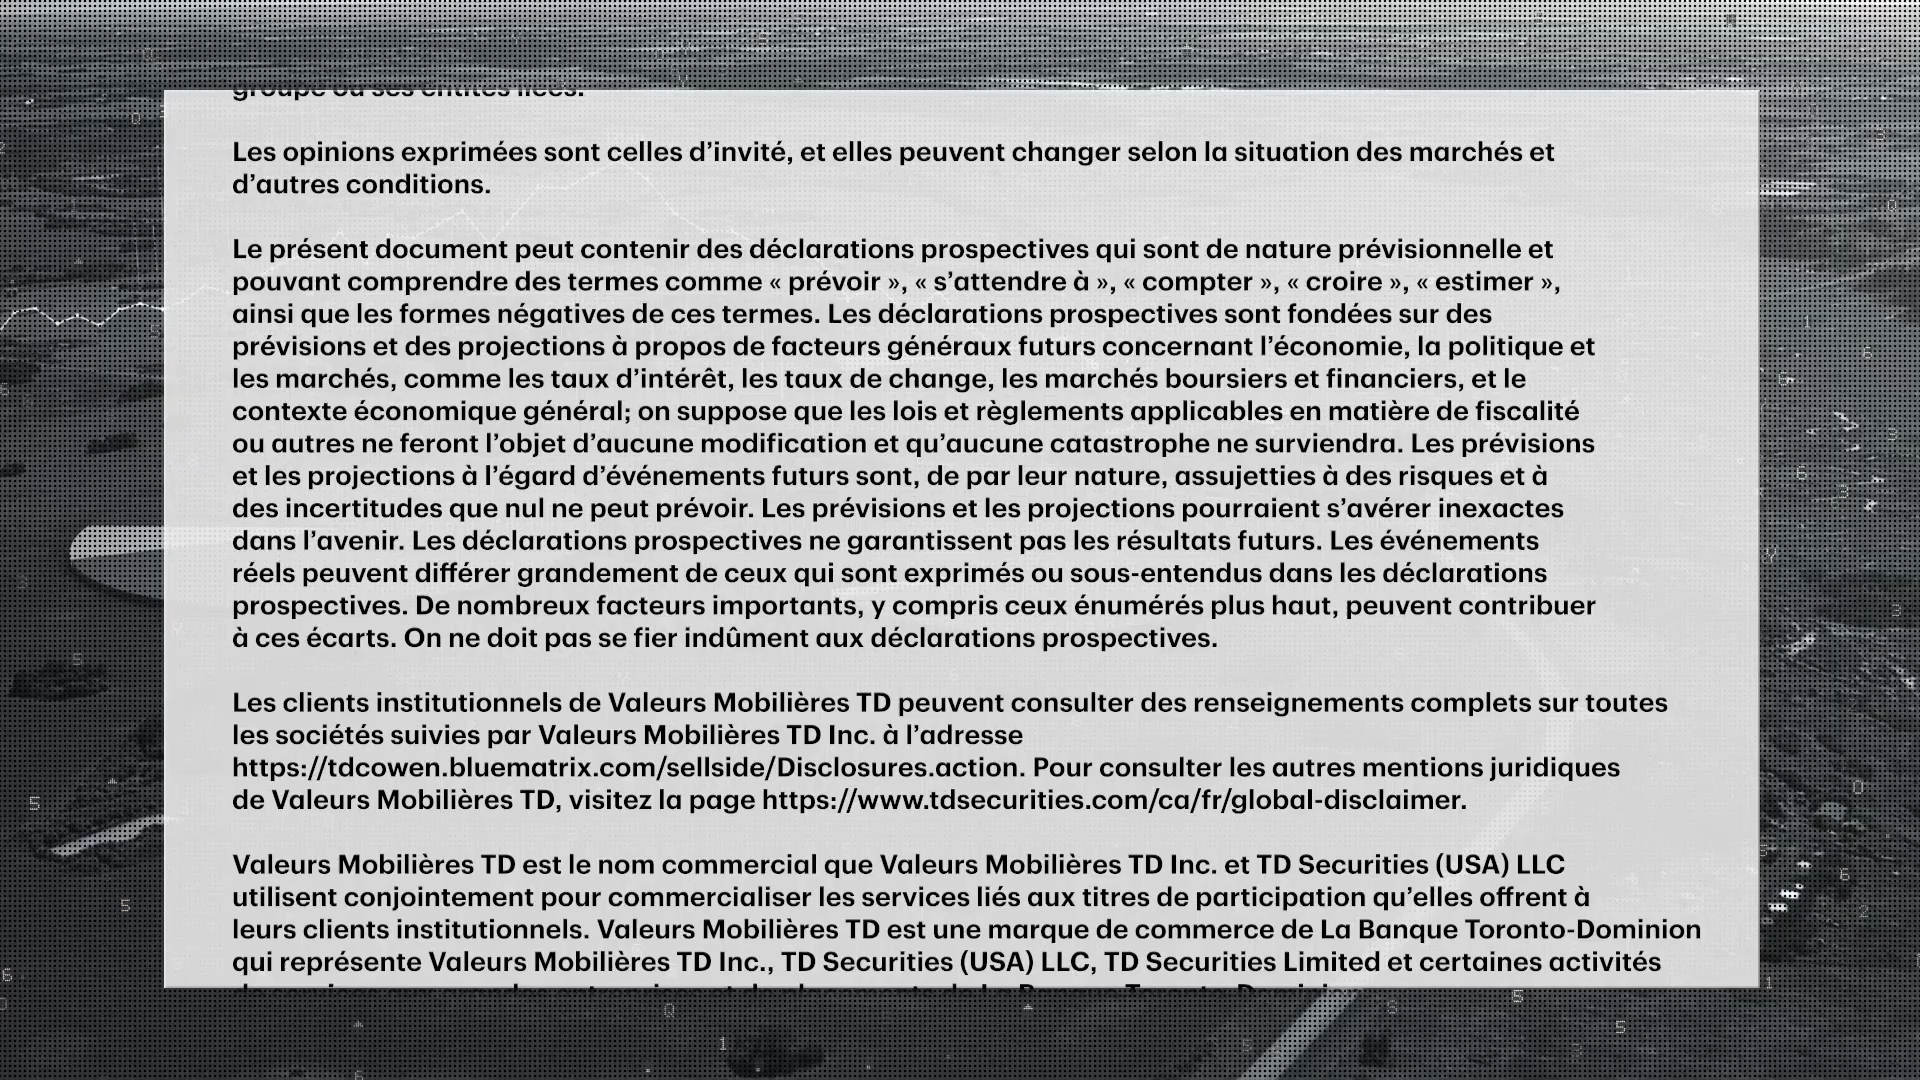 groupe ou ses entités liées.
Les opinions exprimées sont celles d’invité, et elles peuvent changer selon la situation des marchés et
d’autres conditions.
Le présent document peut contenir des déclarations prospectives qui sont de nature prévisionnelle et
pouvant comprendre des termes comme « prévoir », « s’attendre à », « compter », « croire », « estimer »,
ainsi que les formes négatives de ces termes. Les déclarations prospectives sont fondées sur des
prévisions et des projections à propos de facteurs généraux futurs concernant l’économie, la politique et
les marchés, comme les taux d’intérêt, les taux de change, les marchés boursiers et financiers, et le
contexte économique général; on suppose que les lois et règlements applicables en matière de fiscalité
ou autres ne feront l’objet d’aucune modification et qu’aucune catastrophe ne surviendra. Les prévisions
et les projections à l’égard d’événements futurs sont, de par leur nature, assujetties à des risques et à
des incertitudes que nul ne peut prévoir. Les prévisions et les projections pourraient s’avérer inexactes
dans l’avenir. Les déclarations prospectives ne garantissent pas les résultats futurs. Les événements
réels peuvent différer grandement de ceux qui sont exprimés ou sous-entendus dans les déclarations
prospectives. De nombreux facteurs importants, y compris ceux énumérés plus haut, peuvent contribuer
à ces écarts. On ne doit pas se fier indûment aux déclarations prospectives.
Les clients institutionnels de Valeurs Mobilières TD peuvent consulter des renseignements complets sur toutes
les sociétés suivies par Valeurs Mobilières TD Inc. à l’adresse
https://tdcowen.bluematrix.com/sellside/Disclosures.action. Pour consulter les autres mentions juridiques
de Valeurs Mobilières TD, visitez la page https://www.tdsecurities.com/ca/fr/global-disclaimer.
Valeurs Mobilières TD est le nom commercial que Valeurs Mobilières TD Inc. et TD Securities (USA) LLC
utilisent conjointement pour commercialiser les services liés aux titres de participation qu’elles offrent à
leurs clients institutionnels. Valeurs Mobilières TD est une marque de commerce de La Banque Toronto-Dominion
qui représente Valeurs Mobilières TD Inc., TD Securities (USA) LLC, TD Securities Limited et certaines activités